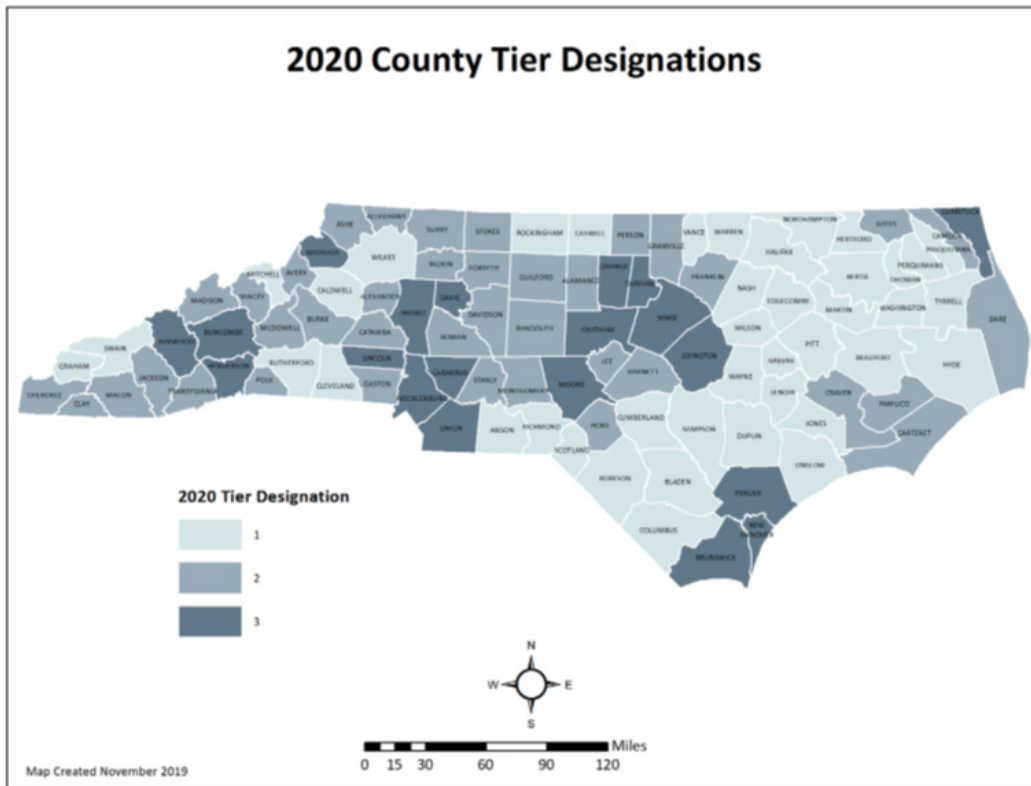 2020 County Tier Designations
ALLEGHANY
ASHE
SURRY
STOKES
ROCKINGHAM
CASWELL
PERSON
GRANVILLE
VANCE
WARREN
NORTHAMPTON
GATES
CURRITUCK
CAMDEN
PASQUOTANK
HERTFORD
HALIFAX
PERQUIMANS
CHOWAN
WATAUGA
WILKES
YADKIN
FORSYTH
GUILFORD
ALAMANCE
ORANGE
DURHAM
FRANKLIN
NASH
BERTIE
MITCHELL
AVERY
CALDWELL
ALEXANDER
IREDELL
DAVIE
DAVIDSON
RANDOLPH
CHATHAM
WAKE
EDGECOMBE
MARTIN
WASHINGTON
TYRRELL
DARE
MADISON
YANCEY
BURKE
MCDOWELL
CATAWBA
ROWAN
WILSON
PITT
BEAUFORT
HYDE
SWAIN
HAYWOOD
BUNCOMBE
GRAHAM
RUTHERFORD
LINCOLN
CABARRUS
LEE
JOHNSTON
GREENE
HENDERSON
JACKSON
POLK
CLEVELAND
GASTON
STANLY
MONTGOMERY
MOORE
HARNETT
WAYNE
LENOIR
CRAVEN
PAMLICO
CHEROKEE
CLAY
MACON
TRANSYLVANIA
MECKLENBURG
UNION
ANSON
RICHMOND
HOKE
CUMBERLAND
SAMPSON
DUPLIN
JONES
CARTERET
SCOTLAND
ROBESON
BLADEN
ONSLOW
PENDER
COLUMBUS
NEW
HANOVER
BRUNSWICK
2020 Tier Designation
1
2
3
N
W E
S
Miles
0 15 30 60 90 120
Map Created November 2019